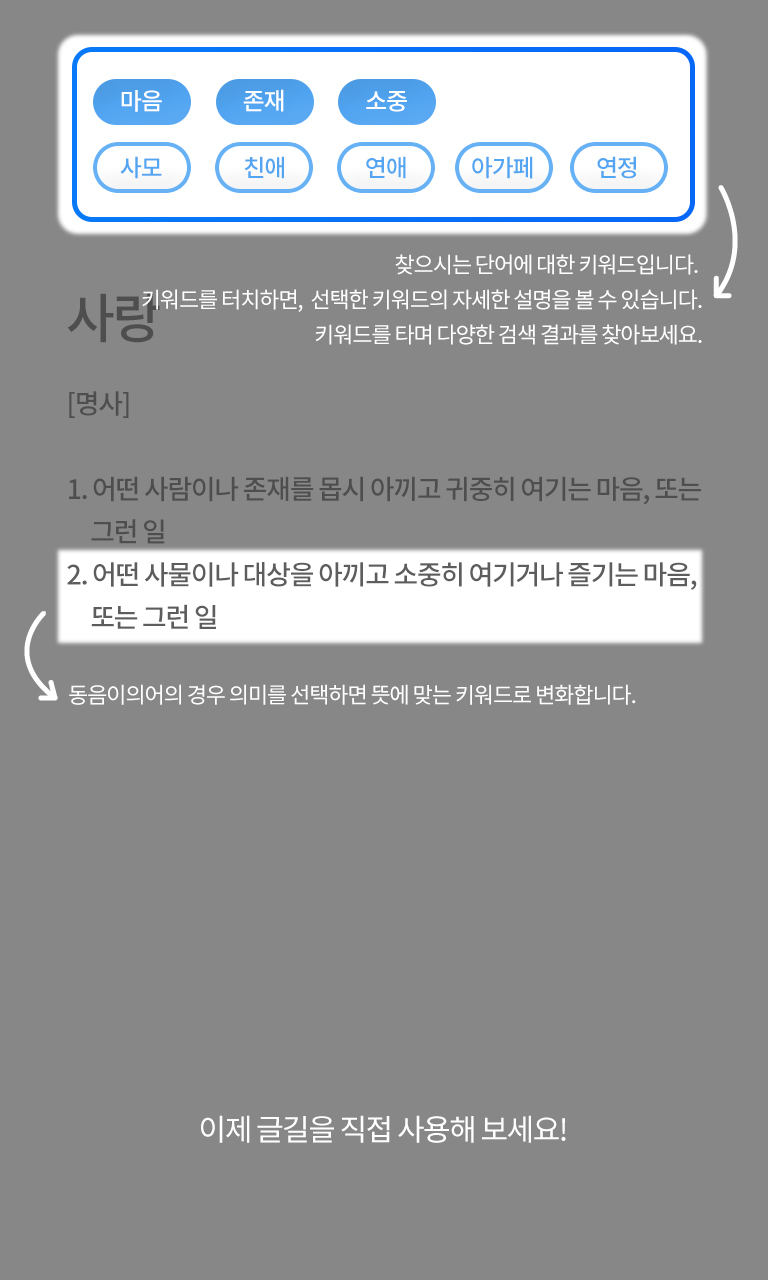 마음 존재 소중
사모 친애 연애 아가페 연정
찾으시는 단어에 대한 키워드입니다.
키워드를 터치하면, 선택한 키워드의 자세한 설명을 볼 수 있습니다.
키워드를 타며 다양한 검색 결과를 찾아보세요.
사랑
[명사]
1. 어떤 사람이나 존재를 몹시 아끼고 귀중히 여기는 마음, 또는
그런 일
2. 어떤 사물이나 대상을 아끼고 소중히 여기거나 즐기는 마음,
또는 그런 일
동음이의어의 경우 의미를 선택하면 뜻에 맞는 키워드로 변화합니다.
이제 글길을 직접 사용해 보세요!